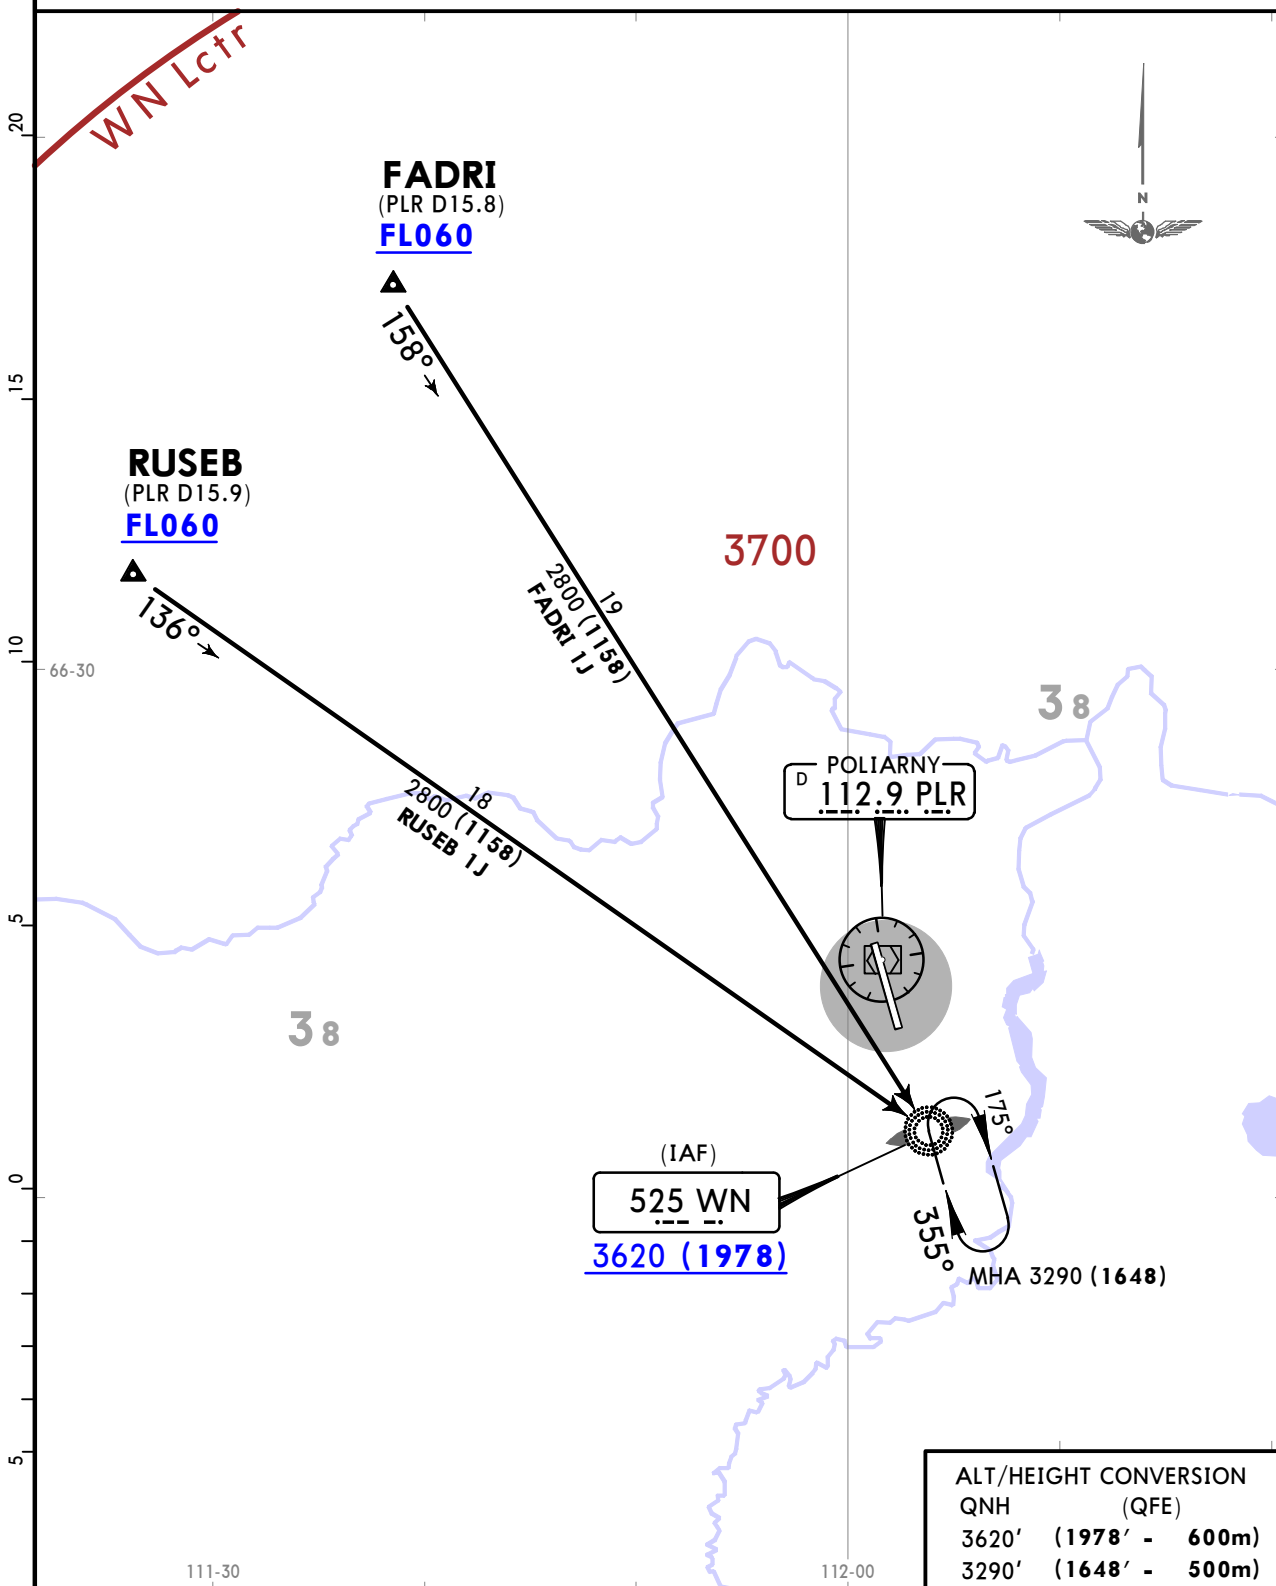 WN Lctr
N
20
15
10
5
0
5
FADRI
(PLR D15.8)
FL060
158°
RUSEB
(PLR D15.9)
FL060
136°
3700
19
2800 (1158)
FADRI 1J
66-30
38
18
2800 (1158)
RUSEB 1J
POLIARNY
D 112.9 PLR
38
175°
(IAF)
525 WN
3620 (1978)
355°
MHA 3290 (1648)
ALT/HEIGHT CONVERSION
QNH (QFE)
3620' (1978' - 600m)
3290' (1648' - 500m)
111-30
112-00